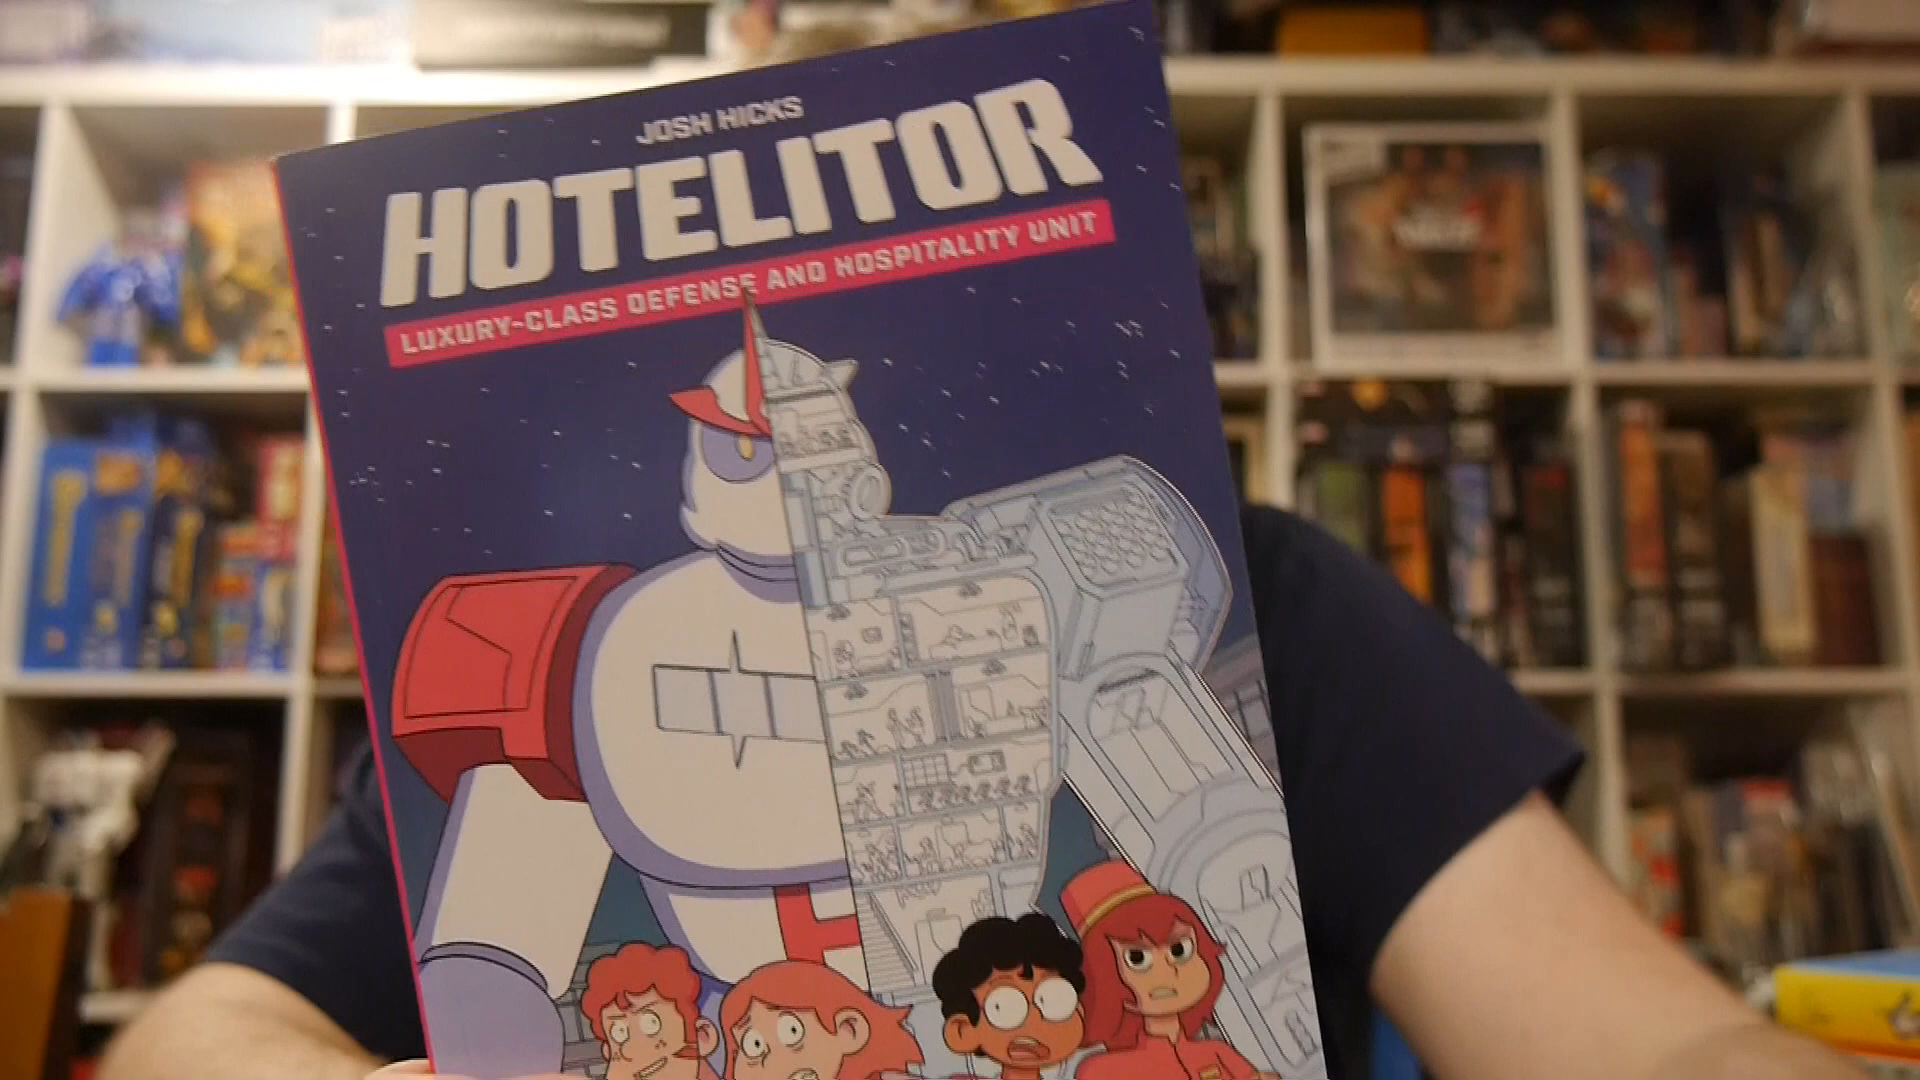 JOSH HICKS
HOTELITOR
LUXURY-CLASS DEFENSE AND HOSPITALITY UNIT